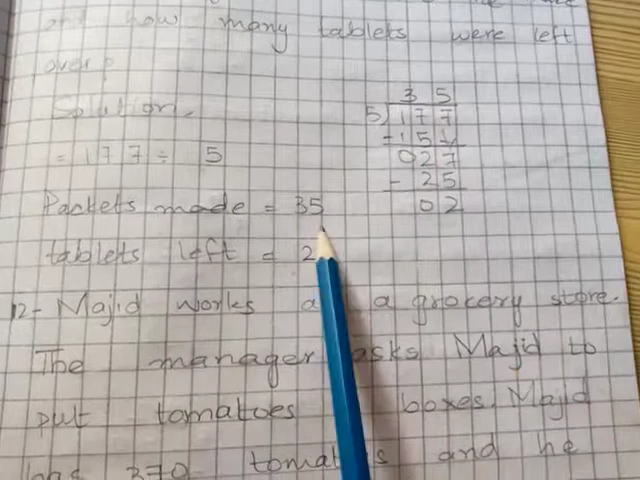 and how many tablets were left
over?
Solution,
= 177 ÷ 5
Packets made = 35
tablets left = 2
35
5)177
-15↓
027
- 25
02
12- Majid works a a grocery store.
The manager asks Majid to
put tomatoes boxes. Majid
has 370 tomat s and he